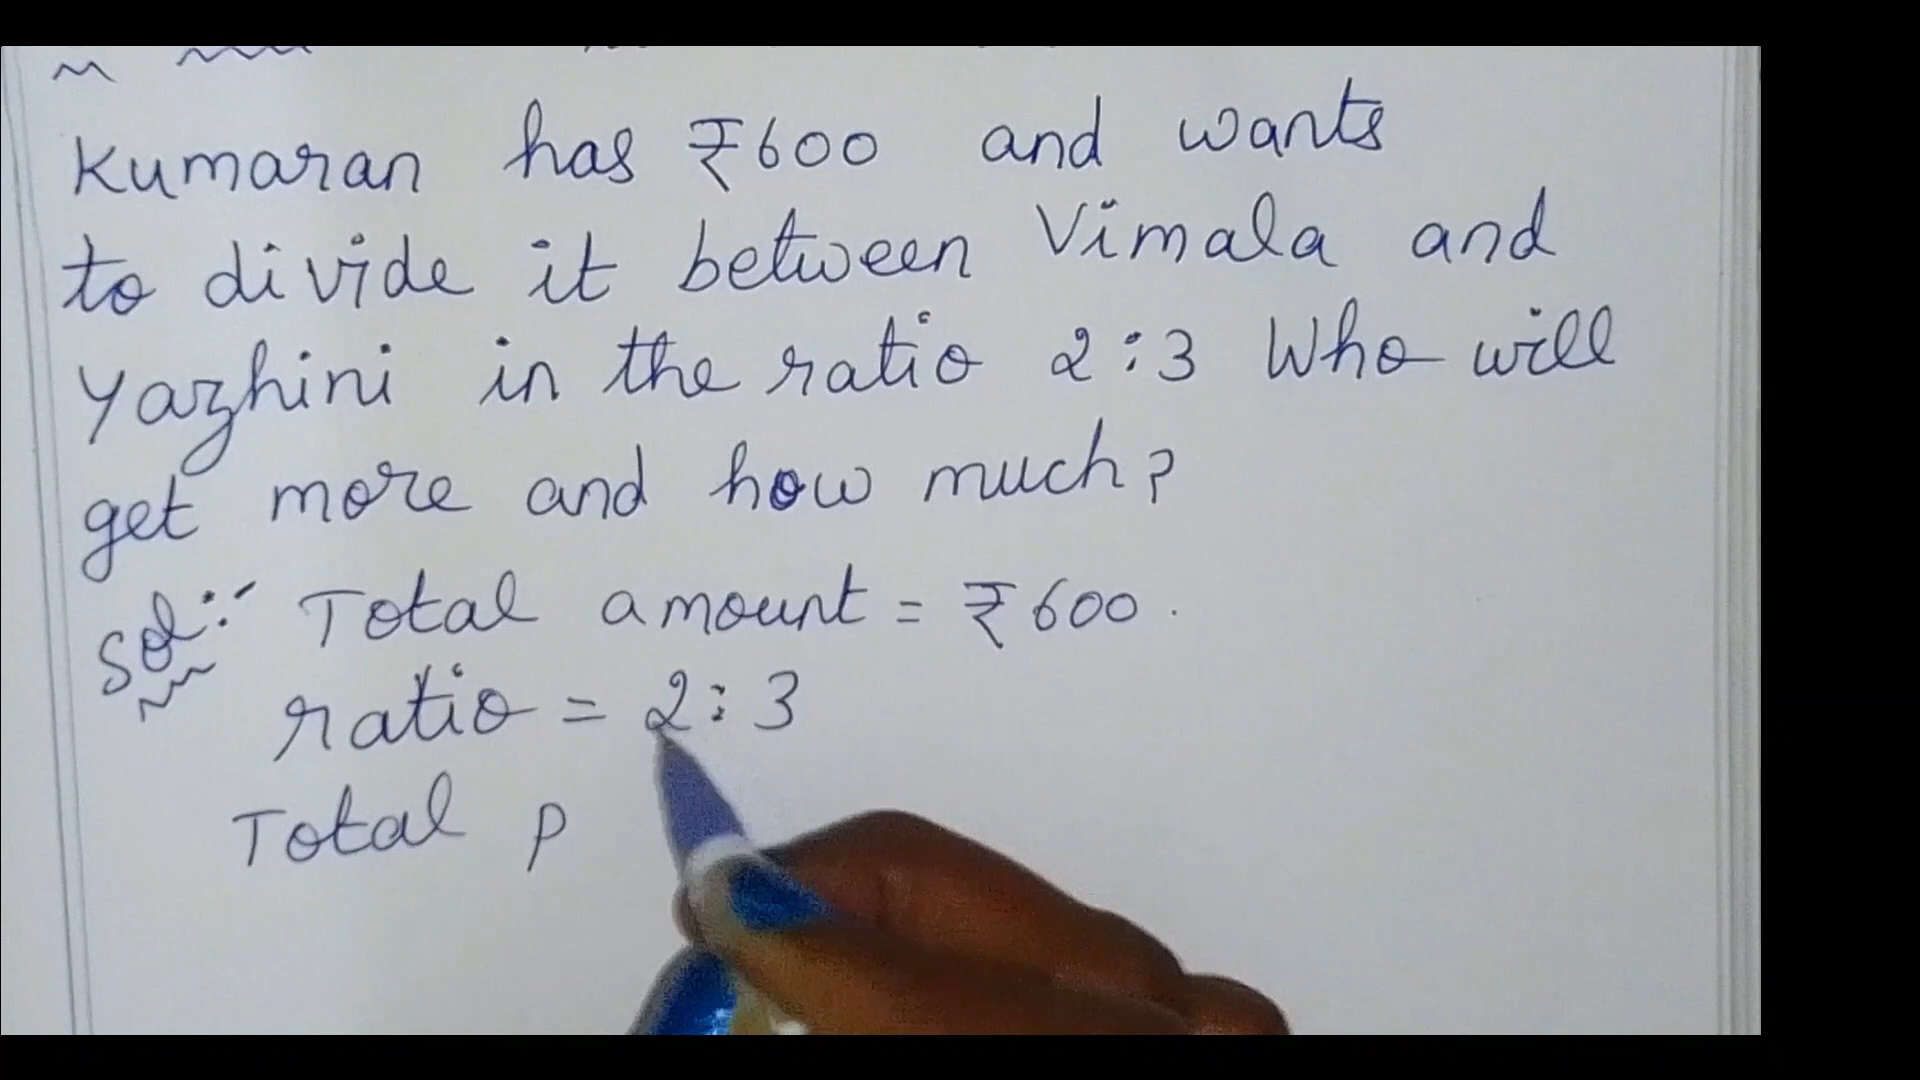 Kumaran has ₹600 and wants
to divide it between Vimala and
Yazhini in the ratio 2:3 Who will
get more and how much?
Sol:- Total amount = ₹600.
ratio = 2:3
Total p